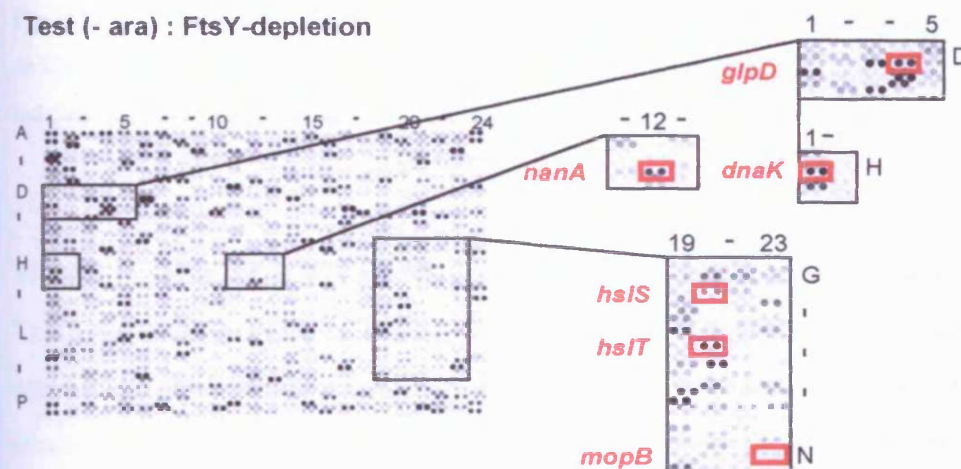 Test (- ara) : FtsY-depletion
1 - - 5
D
glpD
1 - 5 - 10 - 15 - 20 - 24
A
-
D
-
H
-
L
-
P
- 12 -
nanA
1 -
dnaK
H
19 - 23
G
hslS
-
hslT
-
-
mopB
N